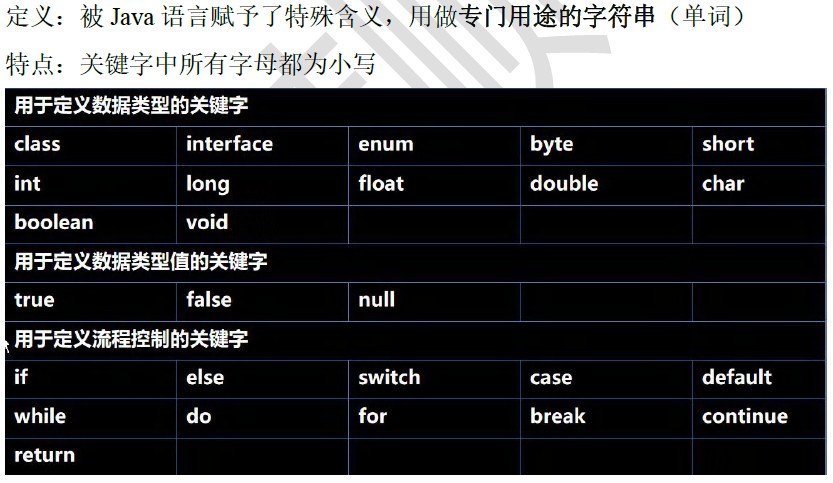 定义：被 Java 语言赋予了特殊含义，用做专门用途的字符串（单词）
特点：关键字中所有字母都为小写
用于定义数据类型的关键字
class interface enum byte short
int long float double char
boolean void
用于定义数据类型值的关键字
true false null
用于定义流程控制的关键字
if else switch case default
while do for break continue
return